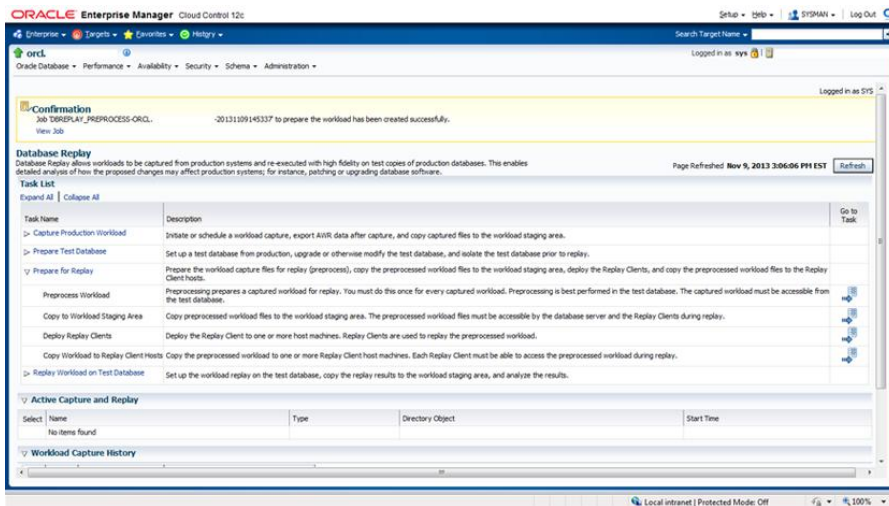 ORACLE Enterprise Manager Cloud Control 12c
Setup Help SYSMAN Log Out
Enterprise Targets Favorites History
Search Target Name
orcl.
Logged in as sys
Oracle Database Performance Availability Security Schema Administration
Logged in as SYS
Confirmation
Job 'DBREPLAY_PREPROCESS-ORCL. -20131109145337' to prepare the workload has been created successfully.
View Job
Database Replay
Database Replay allows workloads to be captured from production systems and re-executed with high fidelity on test copies of production databases. This enables
detailed analysis of how the proposed changes may affect production systems; for instance, patching or upgrading database software.
Page Refreshed Nov 9, 2013 3:06:06 PM EST Refresh
Task List
Expand All | Collapse All
Task Name Description Go to Task
Capture Production Workload Initiate or schedule a workload capture, export AWR data after capture, and copy captured files to the workload staging area.
Prepare Test Database Set up a test database from production, upgrade or otherwise modify the test database, and isolate the test database prior to replay.
Prepare for Replay Prepare the workload capture files for replay (preprocess), copy the preprocessed workload files to the workload staging area, deploy the Replay Clients, and copy the preprocessed workload files to the Replay
Client hosts.
Preprocess Workload Preprocessing prepares a captured workload for replay. You must do this once for every captured workload. Preprocessing is best performed in the test database. The captured workload must be accessible from
the test database.
Copy to Workload Staging Area Copy preprocessed workload files to the workload staging area. The preprocessed workload files must be accessible by the database server and the Replay Clients during replay.
Deploy Replay Clients Deploy the Replay Client to one or more host machines. Replay Clients are used to replay the preprocessed workload.
Copy Workload to Replay Client Hosts Copy the preprocessed workload to one or more Replay Client host machines. Each Replay Client must be able to access the preprocessed workload during replay.
Replay Workload on Test Database Set up the workload replay on the test database, copy the replay results to the workload staging area, and analyze the results.
Active Capture and Replay
Select Name Type Directory Object Start Time
No items found
Workload Capture History
Local intranet | Protected Mode: Off 100%